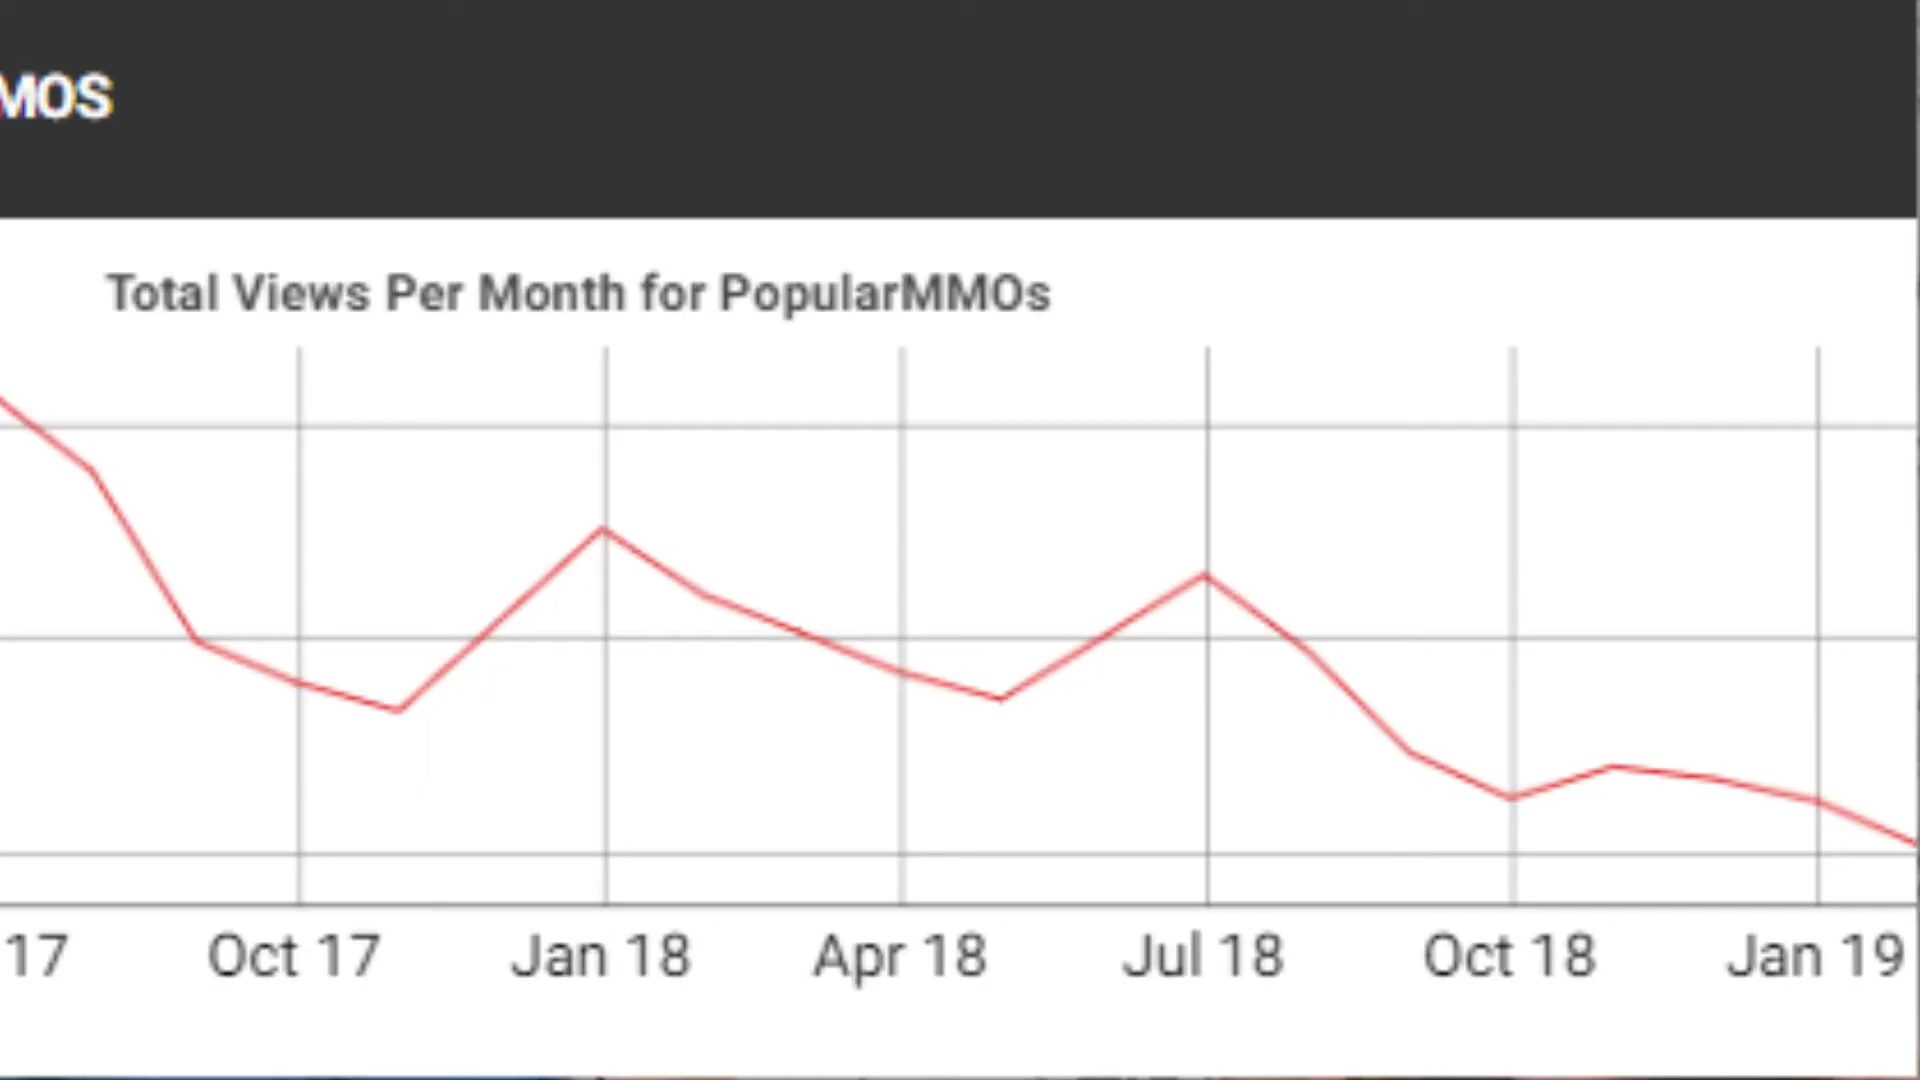 MOS
Total Views Per Month for PopularMMOs
17 Oct 17 Jan 18 Apr 18 Jul 18 Oct 18 Jan 19